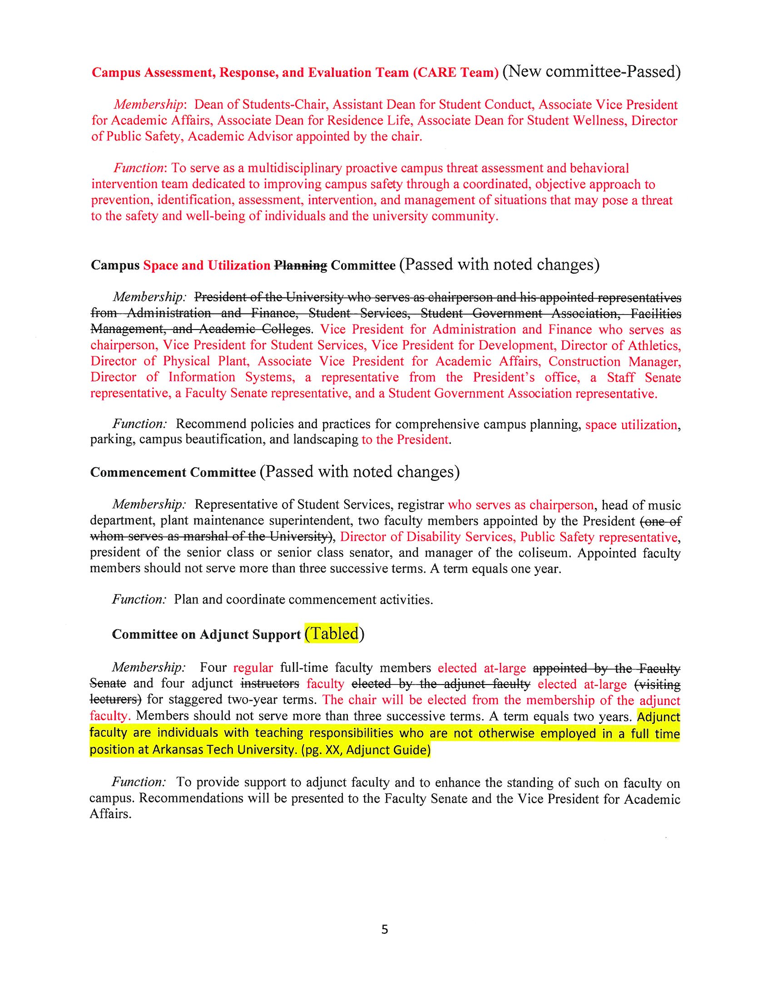 Campus Assessment, Response, and Evaluation Team (CARE Team) (New committee-Passed)
Membership: Dean of Students-Chair, Assistant Dean for Student Conduct, Associate Vice President
for Academic Affairs, Associate Dean for Residence Life, Associate Dean for Student Wellness, Director
of Public Safety, Academic Advisor appointed by the chair.
Function: To serve as a multidisciplinary proactive campus threat assessment and behavioral
intervention team dedicated to improving campus safety through a coordinated, objective approach to
prevention, identification, assessment, intervention, and management of situations that may pose a threat
to the safety and well-being of individuals and the university community.
Campus Space and Utilization Planning Committee (Passed with noted changes)
Membership: President of the University who serves as chairperson and his appointed representatives
from Administration and Finance, Student Services, Student Government Association, Facilities
Management, and Academic Colleges. Vice President for Administration and Finance who serves as
chairperson, Vice President for Student Services, Vice President for Development, Director of Athletics,
Director of Physical Plant, Associate Vice President for Academic Affairs, Construction Manager,
Director of Information Systems, a representative from the President's office, a Staff Senate
representative, a Faculty Senate representative, and a Student Government Association representative.
Function: Recommend policies and practices for comprehensive campus planning, space utilization,
parking, campus beautification, and landscaping to the President.
Commencement Committee (Passed with noted changes)
Membership: Representative of Student Services, registrar who serves as chairperson, head of music
department, plant maintenance superintendent, two faculty members appointed by the President (one of
whom serves as marshal of the University), Director of Disability Services, Public Safety representative,
president of the senior class or senior class senator, and manager of the coliseum. Appointed faculty
members should not serve more than three successive terms. A term equals one year.
Function: Plan and coordinate commencement activities.
Committee on Adjunct Support (Tabled)
Membership: Four regular full-time faculty members elected at-large appointed by the Faculty
Senate and four adjunct instructors faculty elected by the adjunct faculty elected at-large (visiting
lecturers) for staggered two-year terms. The chair will be elected from the membership of the adjunct
faculty. Members should not serve more than three successive terms. A term equals two years. Adjunct
faculty are individuals with teaching responsibilities who are not otherwise employed in a full time
position at Arkansas Tech University. (pg. XX, Adjunct Guide)
Function: To provide support to adjunct faculty and to enhance the standing of such on faculty on
campus. Recommendations will be presented to the Faculty Senate and the Vice President for Academic
Affairs.
5